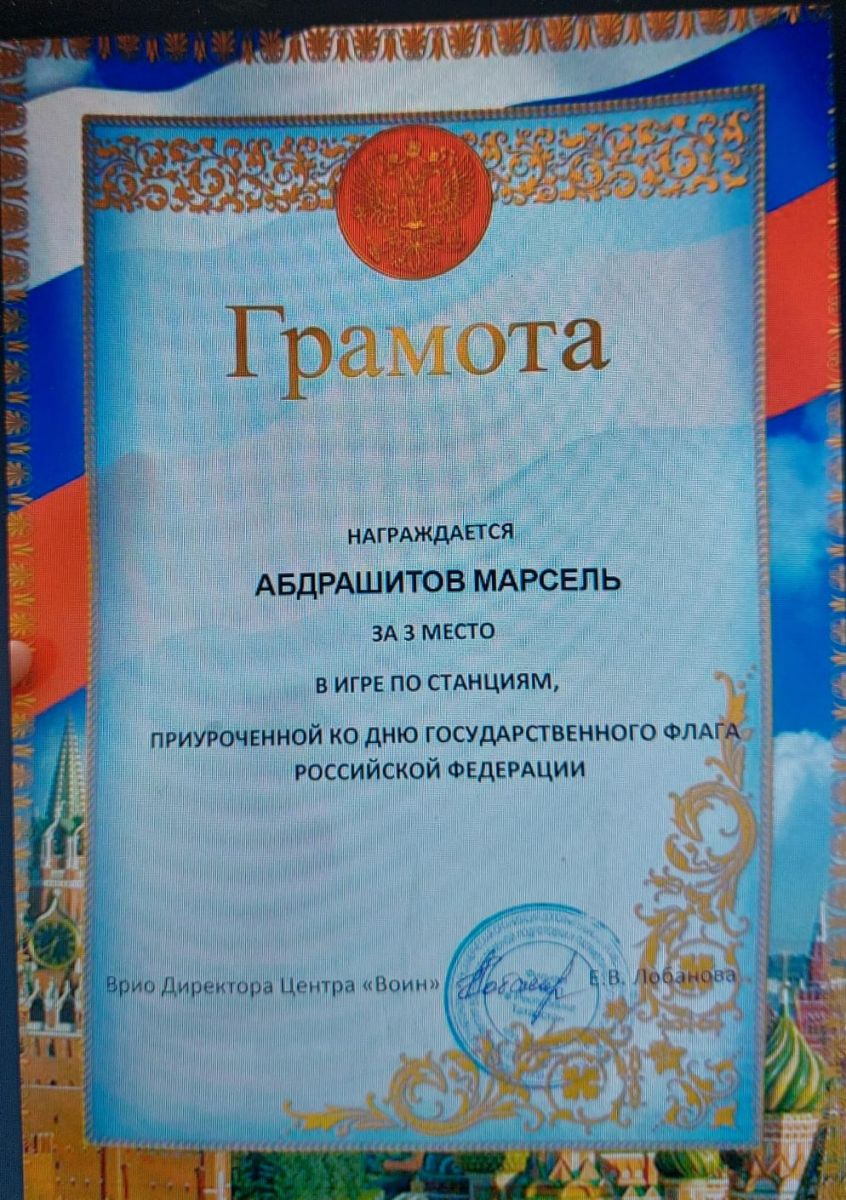 Грамота
НАГРАЖДАЕТСЯ
АБДРАШИТОВ МАРСЕЛЬ
ЗА 3 МЕСТО
В ИГРЕ ПО СТАНЦИЯМ,
ПРИУРОЧЕННОЙ КО ДНЮ ГОСУДАРСТВЕННОГО ФЛАГА
РОССИЙСКОЙ ФЕДЕРАЦИИ
Врио Директора Центра «Воин» Е.В. Лобанова